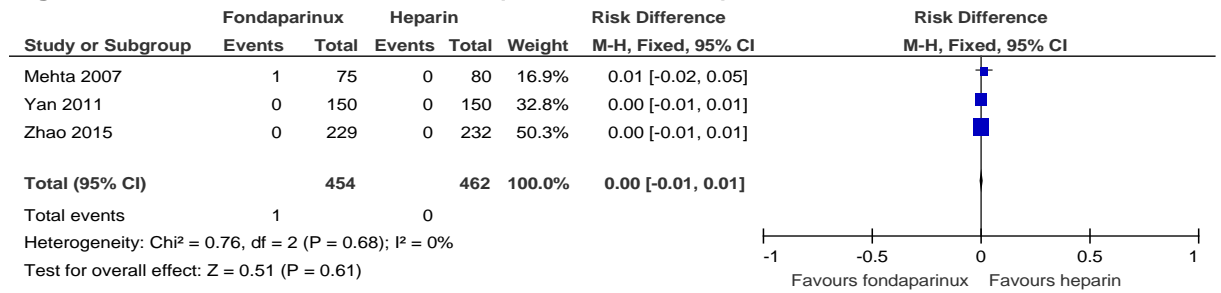 Fondaparinux Heparin Risk Difference Risk Difference
Study or Subgroup Events Total Events Total Weight M-H, Fixed, 95% CI M-H, Fixed, 95% CI
Mehta 2007 1 75 0 80 16.9% 0.01 [-0.02, 0.05]
Yan 2011 0 150 0 150 32.8% 0.00 [-0.01, 0.01]
Zhao 2015 0 229 0 232 50.3% 0.00 [-0.01, 0.01]
Total (95% CI) 454 462 100.0% 0.00 [-0.01, 0.01]
Total events 1 0
Heterogeneity: Chi² = 0.76, df = 2 (P = 0.68); I² = 0%
Test for overall effect: Z = 0.51 (P = 0.61)
-1 -0.5 0 0.5 1
Favours fondaparinux Favours heparin